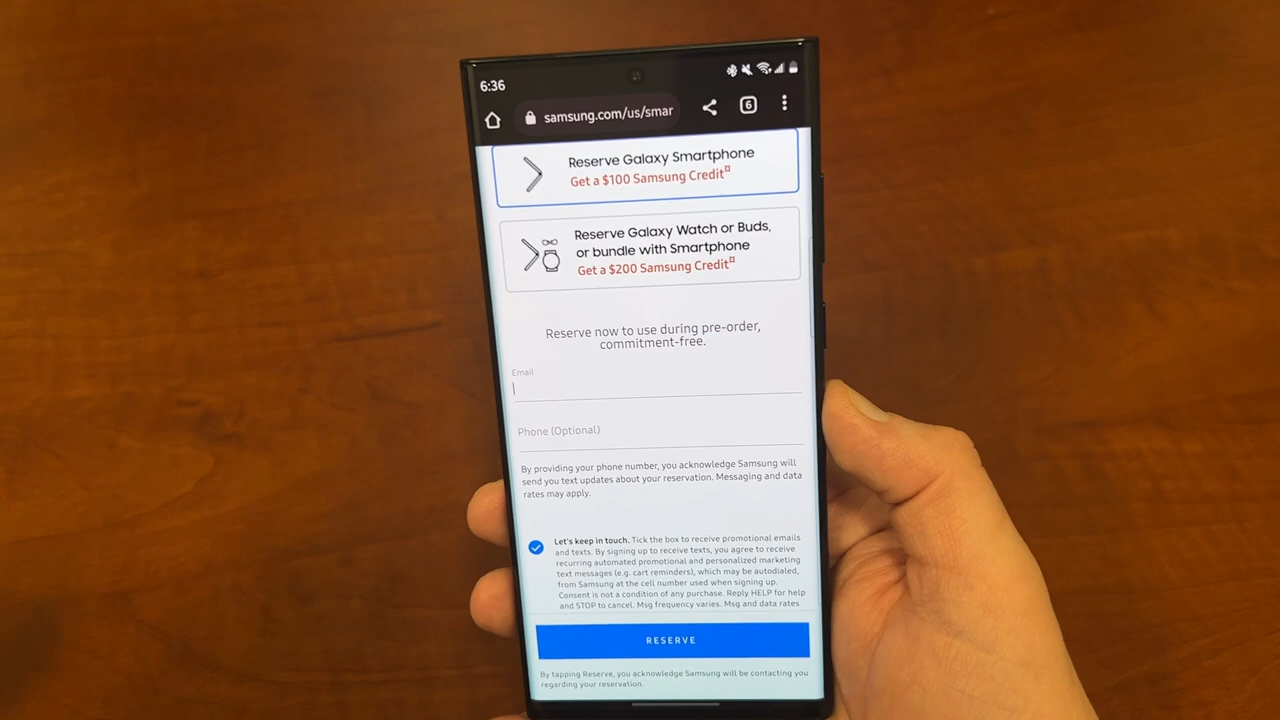 6:36
samsung.com/us/smar
6
Reserve Galaxy Smartphone
Get a $100 Samsung Credit¤
Reserve Galaxy Watch or Buds,
or bundle with Smartphone
Get a $200 Samsung Credit¤
Reserve now to use during pre-order,
commitment-free.
Email
Phone (Optional)
By providing your phone number, you acknowledge Samsung will
send you text updates about your reservation. Messaging and data
rates may apply.
Let's keep in touch. Tick the box to receive promotional emails
and texts. By signing up to receive texts, you agree to receive
recurring automated promotional and personalized marketing
text messages (e.g. cart reminders), which may be autodialed,
from Samsung at the cell number used when signing up.
Consent is not a condition of any purchase. Reply HELP for help
and STOP to cancel. Msg frequency varies. Msg and data rates
RESERVE
By tapping Reserve, you acknowledge Samsung will be contacting you
regarding your reservation.